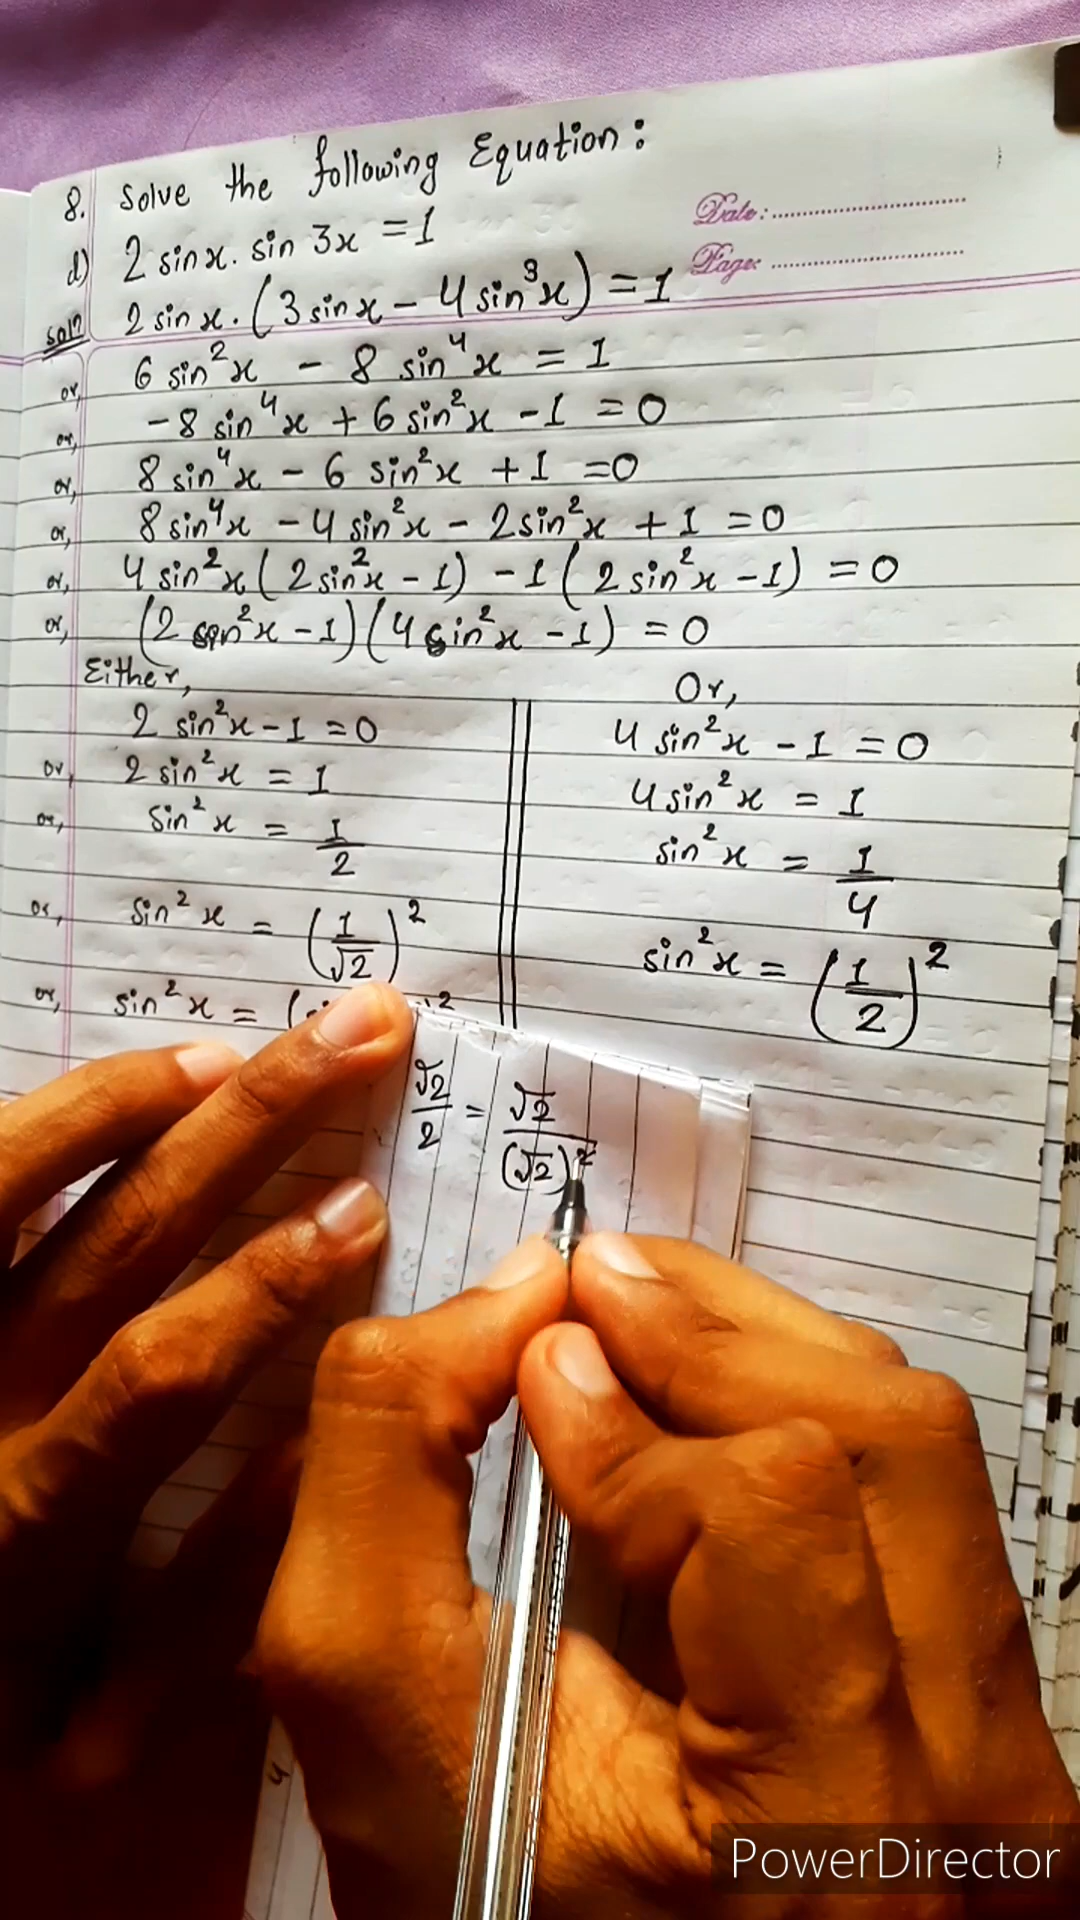 8. Solve the following Equation:
d) 2 sin x. sin 3x = 1
Date:
Page:
Solⁿ 2 sin x. (3 sin x − 4 sin³x) = 1
or, 6 sin²x − 8 sin⁴x = 1
or, −8 sin⁴x + 6 sin²x − 1 = 0
or, 8 sin⁴x − 6 sin²x + 1 = 0
or, 8 sin⁴x − 4 sin²x − 2 sin²x + 1 = 0
or, 4 sin²x (2 sin²x − 1) − 1 (2 sin²x − 1) = 0
or, (2 sin²x − 1)(4 sin²x − 1) = 0
Either,
2 sin²x − 1 = 0
or, 2 sin²x = 1
or, sin²x = 1/2
or, sin²x = (1/√2)²
or, sin²x = (
2
Or,
4 sin²x − 1 = 0
4 sin²x = 1
sin²x = 1/4
sin²x = (1/2)²
√2/2 = √2/(√2)²
PowerDirector